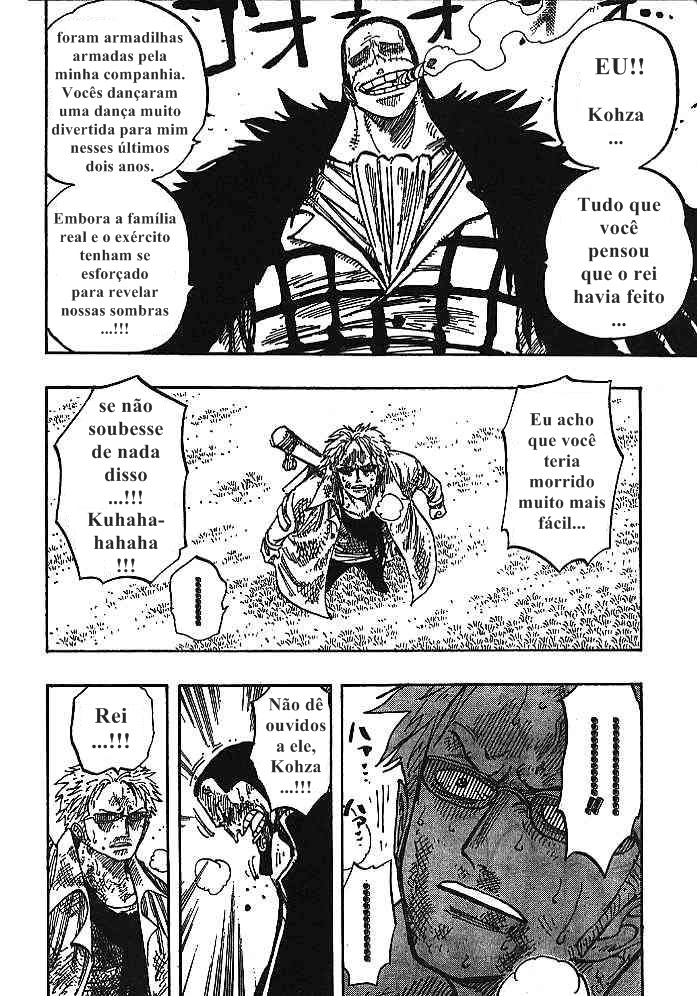 EU!!
Kohza
...
Tudo que
você
pensou
que o rei
havia feito
...
foram armadilhas
armadas pela
minha companhia.
Vocês dançaram
uma dança muito
divertida para mim
nesses últimos
dois anos.
Embora a família
real e o exército
tenham se
esforçado
para revelar
nossas sombras
...!!!
Eu acho
que você
teria
morrido
muito mais
fácil...
se não
soubesse
de nada
disso
...!!!
Kuhaha-
hahaha
!!!
Não dê
ouvidos
a ele,
Kohza
...!!!
Rei
...!!!